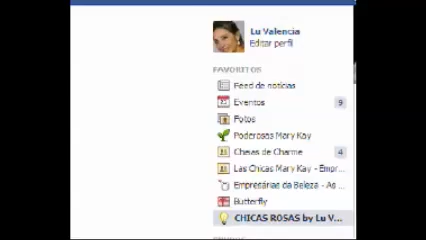 Lu Valencia
Editar perfil
FAVORITOS
Feed de notícias
Eventos 9
Fotos
Poderosas Mary Kay
Cheias de Charme 4
Las Chicas Mary Kay - Empr...
Empresárias da Beleza - As ...
Butterfly
CHICAS ROSAS by Lu V...